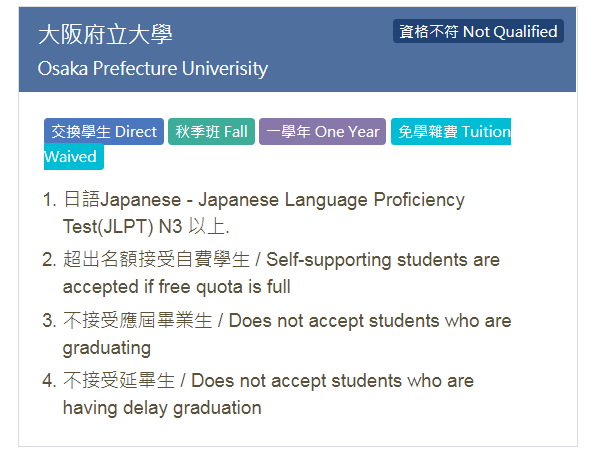 大阪府立大學
資格不符 Not Qualified
Osaka Prefecture Univerisity
交換學生 Direct
秋季班 Fall
一學年 One Year
免學雜費 Tuition
Waived
1. 日語Japanese - Japanese Language Proficiency
Test(JLPT) N3 以上.
2. 超出名額接受自費學生 / Self-supporting students are
accepted if free quota is full
3. 不接受應屆畢業生 / Does not accept students who are
graduating
4. 不接受延畢生 / Does not accept students who are
having delay graduation